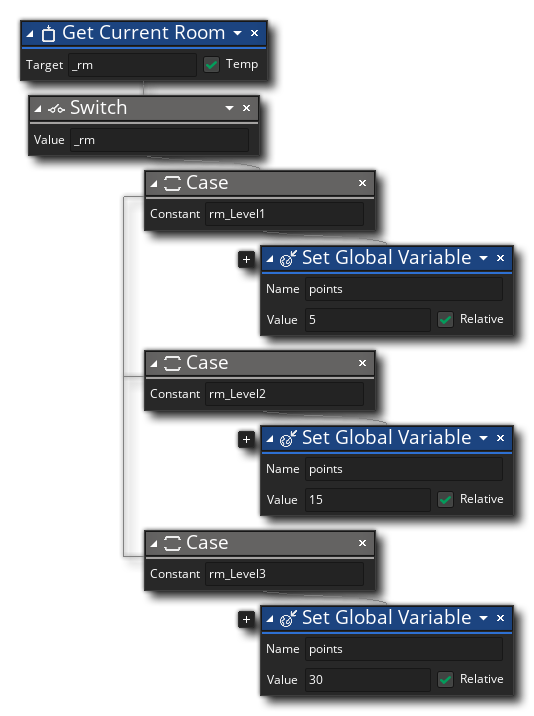 Get Current Room
Target _rm Temp
Switch
Value _rm
Case
Constant rm_Level1
Set Global Variable
Name points
Value 5 Relative
Case
Constant rm_Level2
Set Global Variable
Name points
Value 15 Relative
Case
Constant rm_Level3
Set Global Variable
Name points
Value 30 Relative